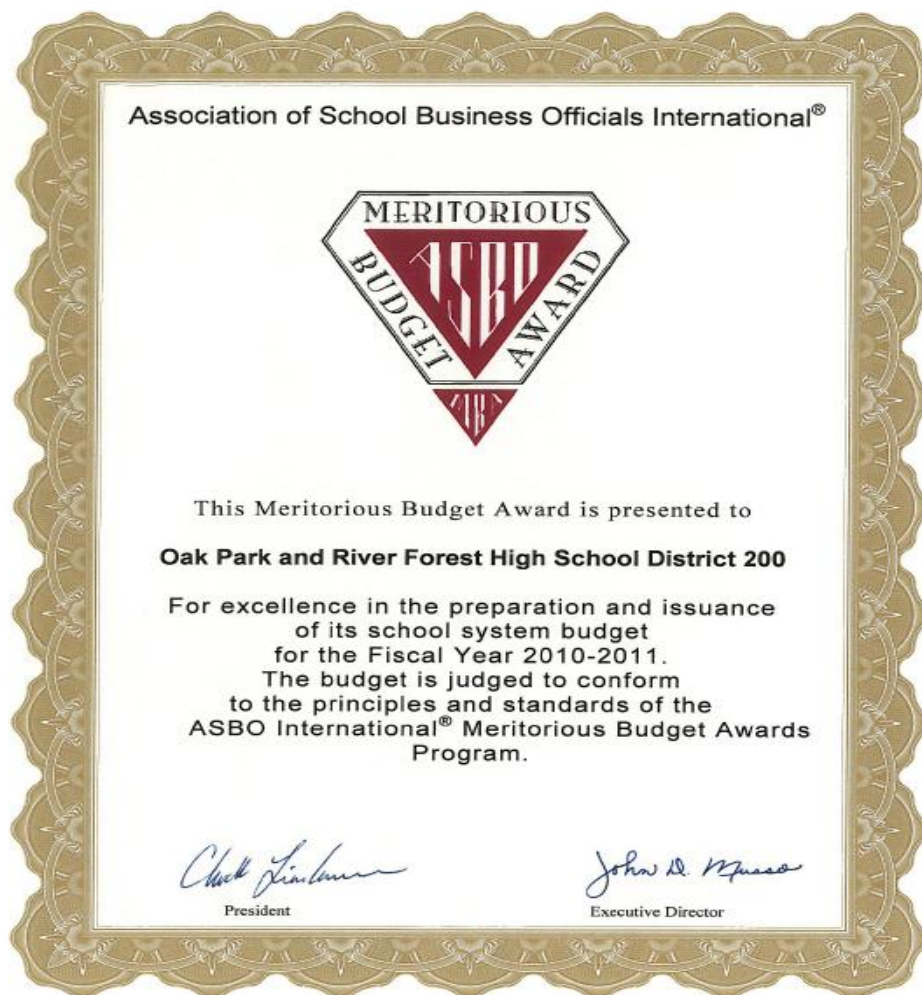 Association of School Business Officials International®
MERITORIOUS
BUDGET
AWARD
ASBO
This Meritorious Budget Award is presented to
Oak Park and River Forest High School District 200
For excellence in the preparation and issuance
of its school system budget
for the Fiscal Year 2010-2011.
The budget is judged to conform
to the principles and standards of the
ASBO International® Meritorious Budget Awards
Program.
John D. Musso
President
Executive Director